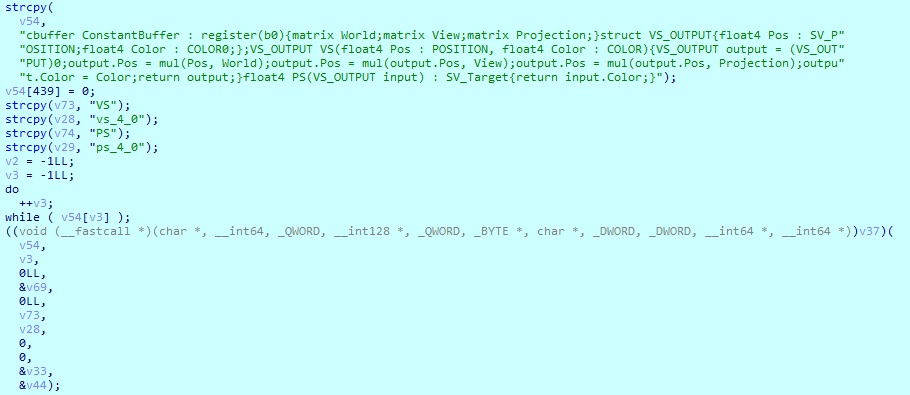 strcpy(
v54,
"cbuffer ConstantBuffer : register(b0){matrix World;matrix View;matrix Projection;}struct VS_OUTPUT{float4 Pos : SV_P"
"OSITION;float4 Color : COLOR0;};VS_OUTPUT VS(float4 Pos : POSITION, float4 Color : COLOR){VS_OUTPUT output = (VS_OUT"
"PUT)0;output.Pos = mul(Pos, World);output.Pos = mul(output.Pos, View);output.Pos = mul(output.Pos, Projection);outpu"
"t.Color = Color;return output;}float4 PS(VS_OUTPUT input) : SV_Target{return input.Color;}");
v54[439] = 0;
strcpy(v73, "VS");
strcpy(v28, "vs_4_0");
strcpy(v74, "PS");
strcpy(v29, "ps_4_0");
v2 = -1LL;
v3 = -1LL;
do
++v3;
while ( v54[v3] );
((void (__fastcall *)(char *, __int64, _QWORD, __int128 *, _QWORD, _BYTE *, char *, _DWORD, _DWORD, __int64 *, __int64 *))v37)(
v54,
v3,
0LL,
&v69,
0LL,
v73,
v28,
0,
0,
&v33,
&v44);